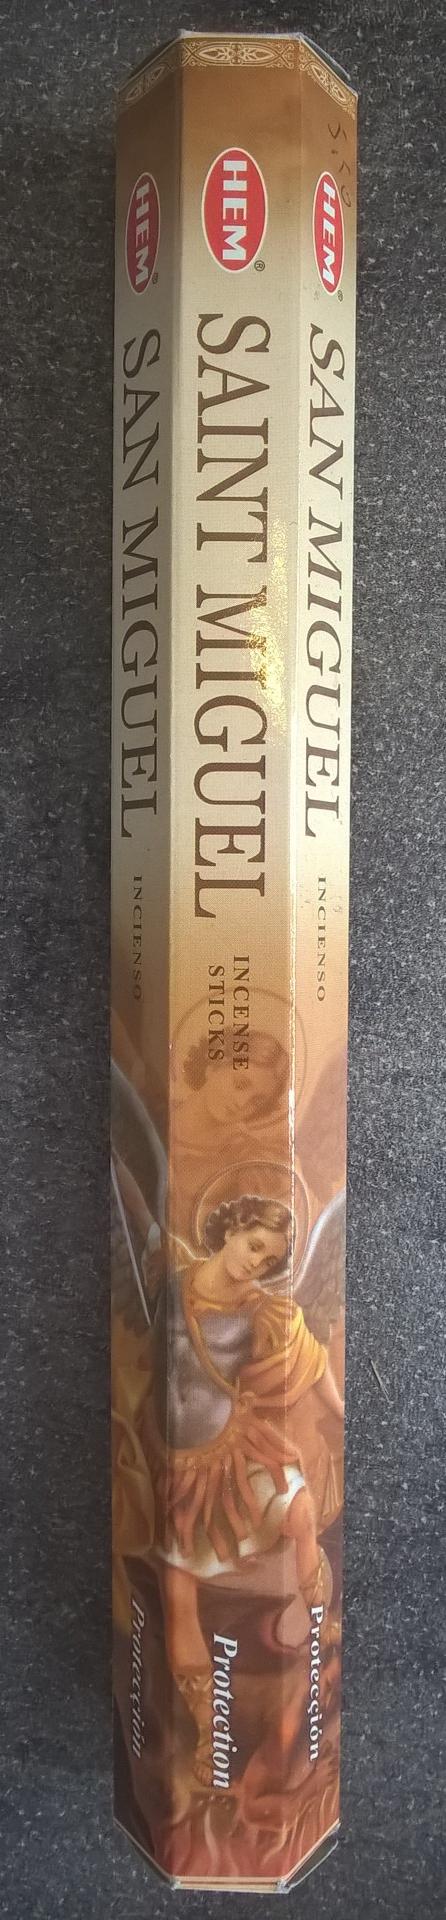 HEM®
SAN MIGUEL
INCIENSO
Protección
HEM®
SAINT MIGUEL
INCENSE
STICKS
Protection
HEM®
SAN MIGUEL
INCIENSO
Protección